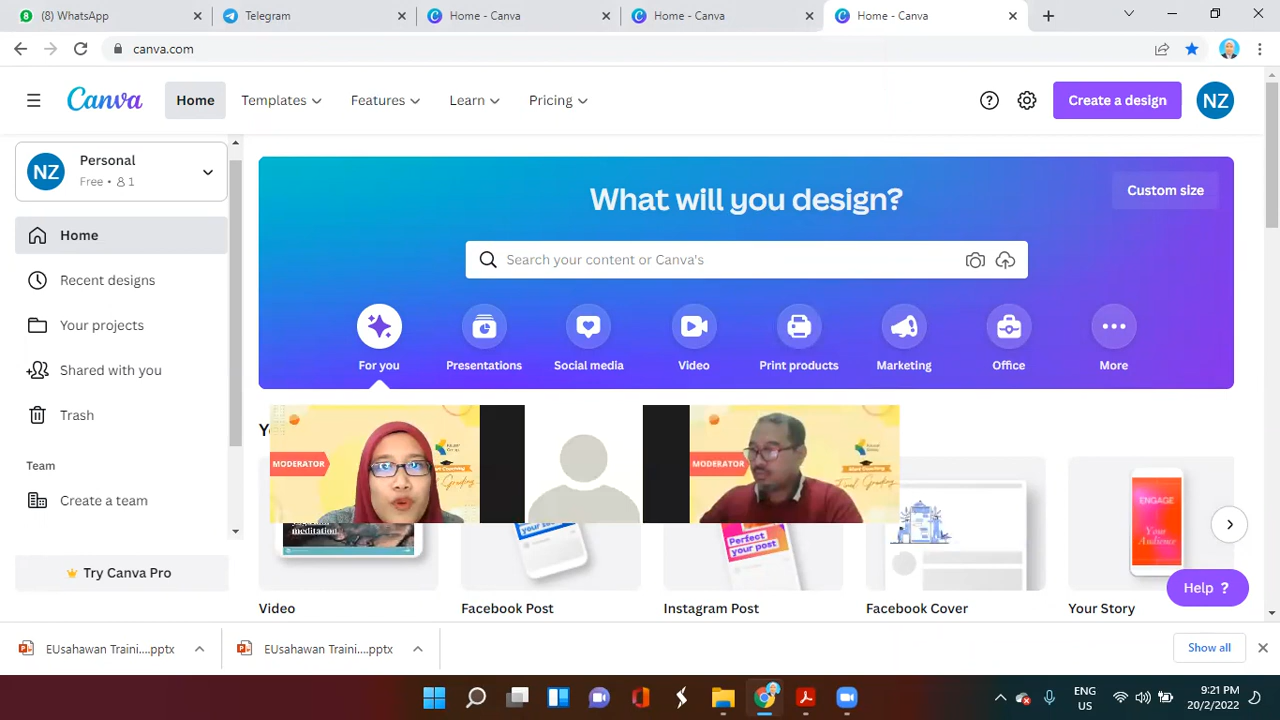 8
(8) WhatsApp
Telegram
Home - Canva
Home - Canva
Home - Canva
canva.com
Canva
Home
Templates
Features
Learn
Pricing
Create a design
NZ
NZ
Personal
Free • 1
Home
Recent designs
Your projects
Shared with you
Trash
Team
Create a team
Try Canva Pro
What will you design?
Custom size
Search your content or Canva's
For you
Presentations
Social media
Video
Print products
Marketing
Office
More
MODERATOR
Final Grading
MODERATOR
Final Grading
meditation
Perfect
your post
ENGAGE
Your
Audience
Video
Facebook Post
Instagram Post
Facebook Cover
Your Story
Help ?
EUsahawan Traini....pptx
EUsahawan Traini....pptx
Show all
ENG
US
9:21 PM
20/2/2022